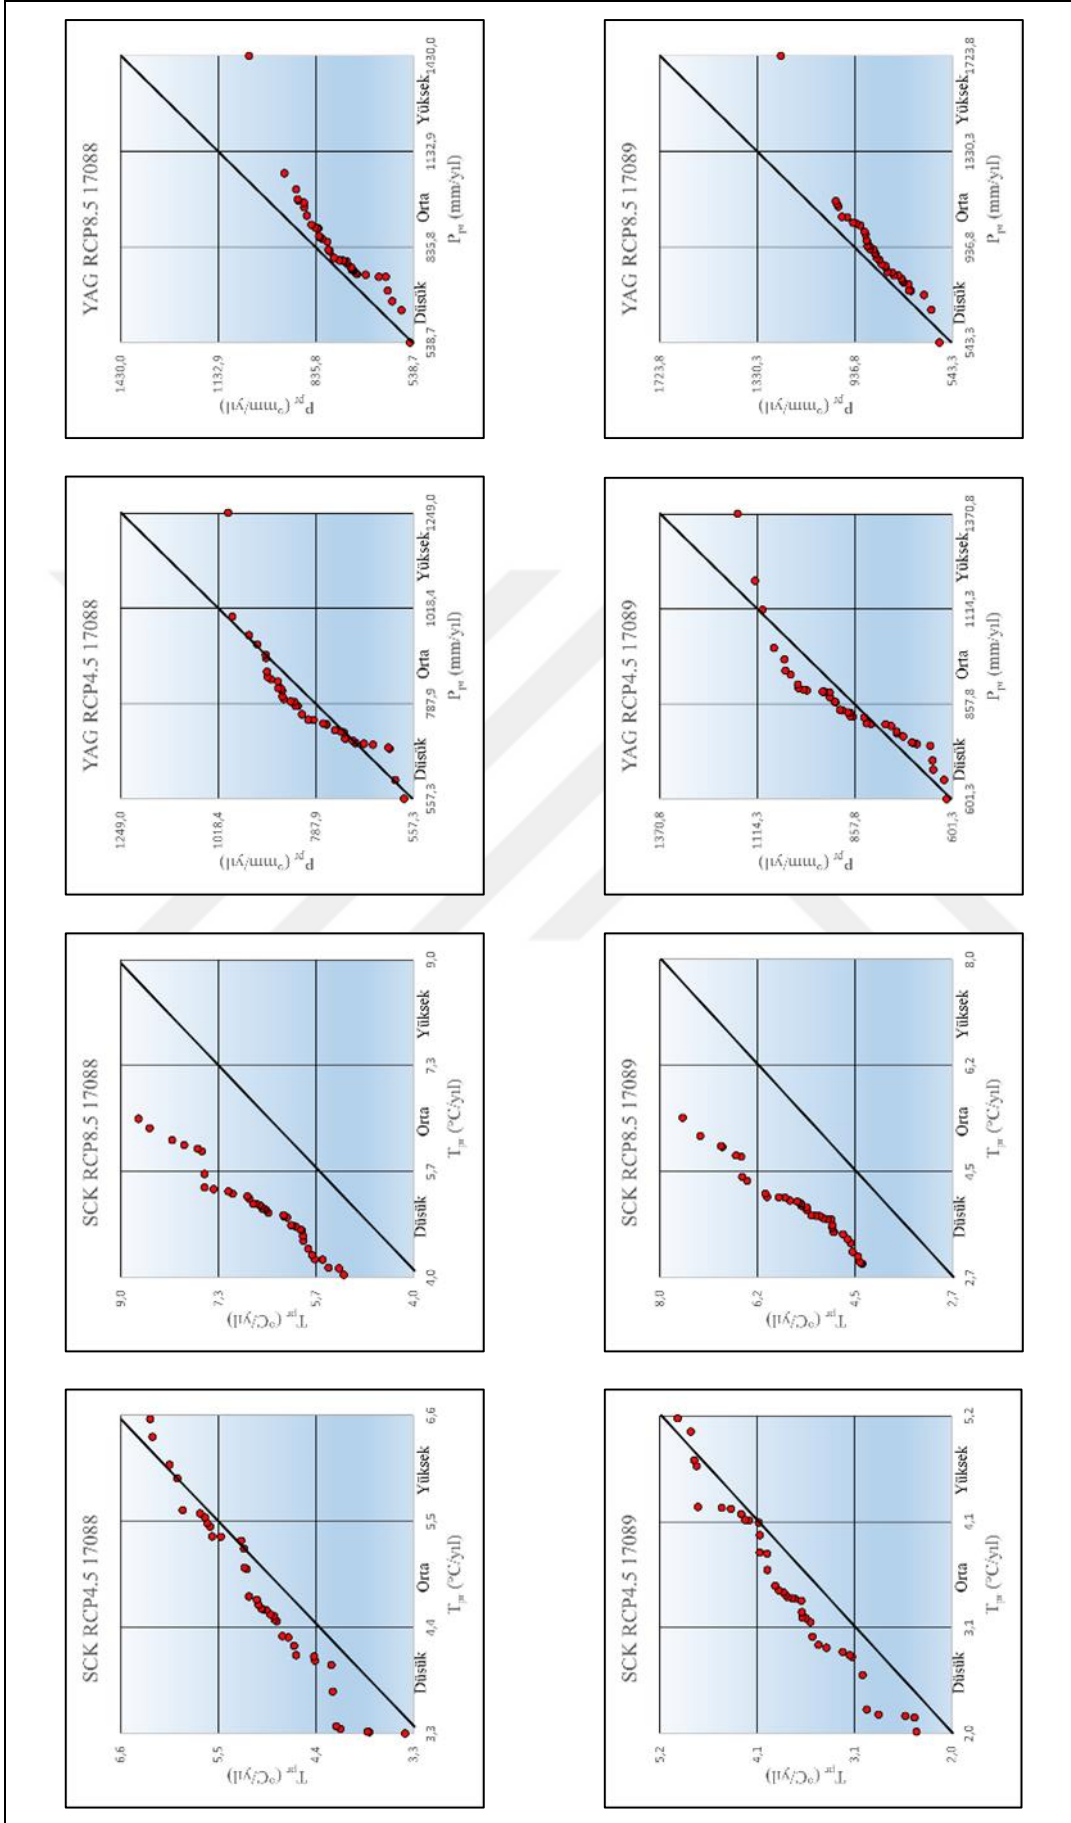 SCK RCP4.5 17088
6,6
5,5
4,4
3,3
3,3
4,4
5,5
6,6
Düsük
Orta
Yüksek
(°C/yıl)
(°C/yıl)
SCK RCP8.5 17088
9,0
7,3
5,7
4,0
4,0
5,7
7,3
9,0
Düsük
Orta
Yüksek
(°C/yıl)
(°C/yıl)
YAG RCP4.5 17088
1249,0
1018,4
787,9
557,3
557,3
787,9
1018,4
1249,0
Düsük
Orta
Yüksek
(mm/yıl)
(°mm/yıl)
YAG RCP8.5 17088
1430,0
1132,9
835,8
538,7
538,7
835,8
1132,9
1430,0
Düsük
Orta
Yüksek
(mm/yıl)
(°mm/yıl)
SCK RCP4.5 17089
5,2
4,1
3,1
2,0
2,0
3,1
4,1
5,2
Düsük
Orta
Yüksek
(°C/yıl)
(°C/yıl)
SCK RCP8.5 17089
8,0
6,2
4,5
2,7
2,7
4,5
6,2
8,0
Düsük
Orta
Yüksek
(°C/yıl)
(°C/yıl)
YAG RCP4.5 17089
1370,8
1114,3
857,8
601,3
601,3
857,8
1114,3
1370,8
Düsük
Orta
Yüksek
(mm/yıl)
(°mm/yıl)
YAG RCP8.5 17089
1723,8
1330,3
936,8
543,3
543,3
936,8
1330,3
1723,8
Düsük
Orta
Yüksek
(mm/yıl)
(°mm/yıl)